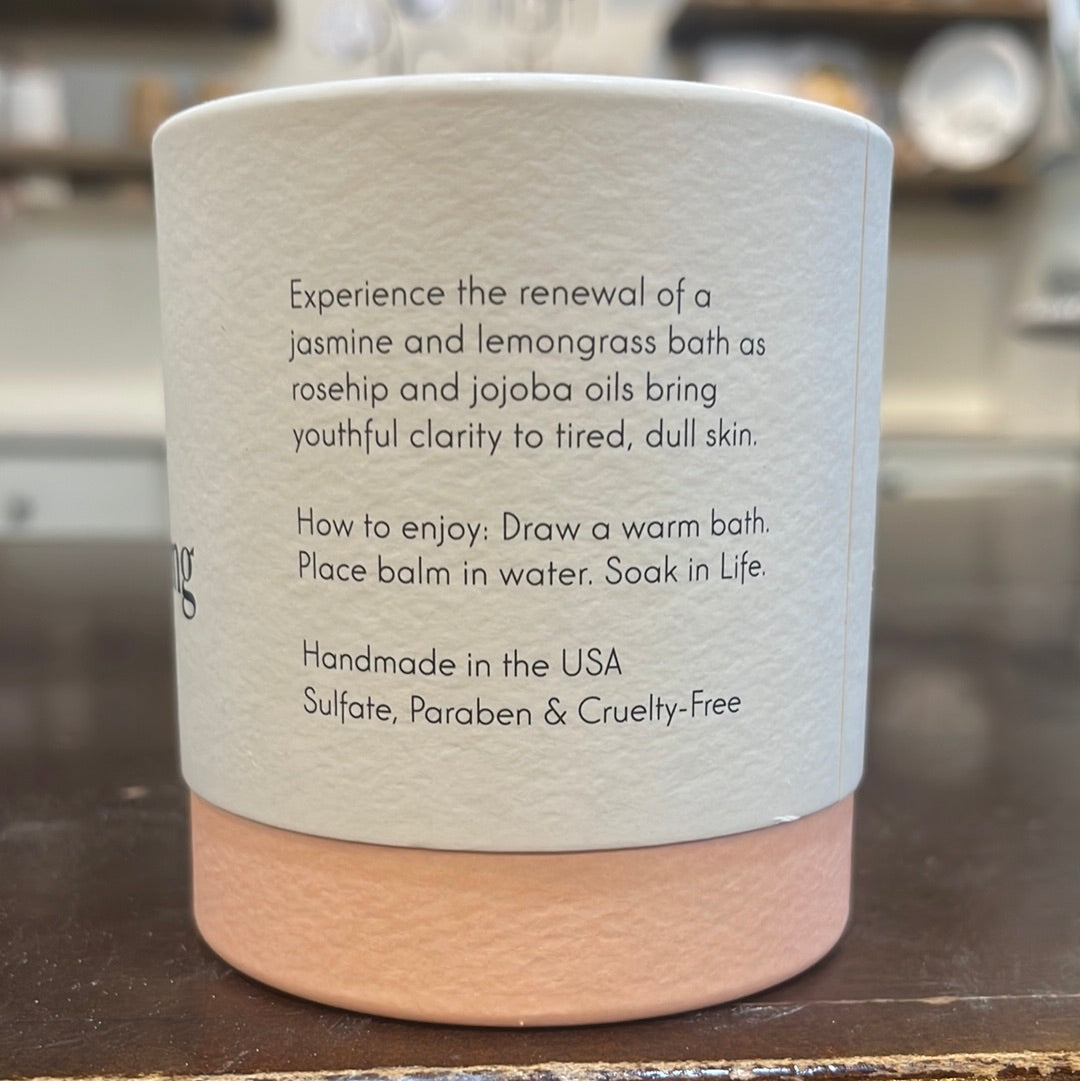 Experience the renewal of a
jasmine and lemongrass bath as
rosehip and jojoba oils bring
youthful clarity to tired, dull skin.
How to enjoy: Draw a warm bath.
Place balm in water. Soak in Life.
Handmade in the USA
Sulfate, Paraben & Cruelty-Free